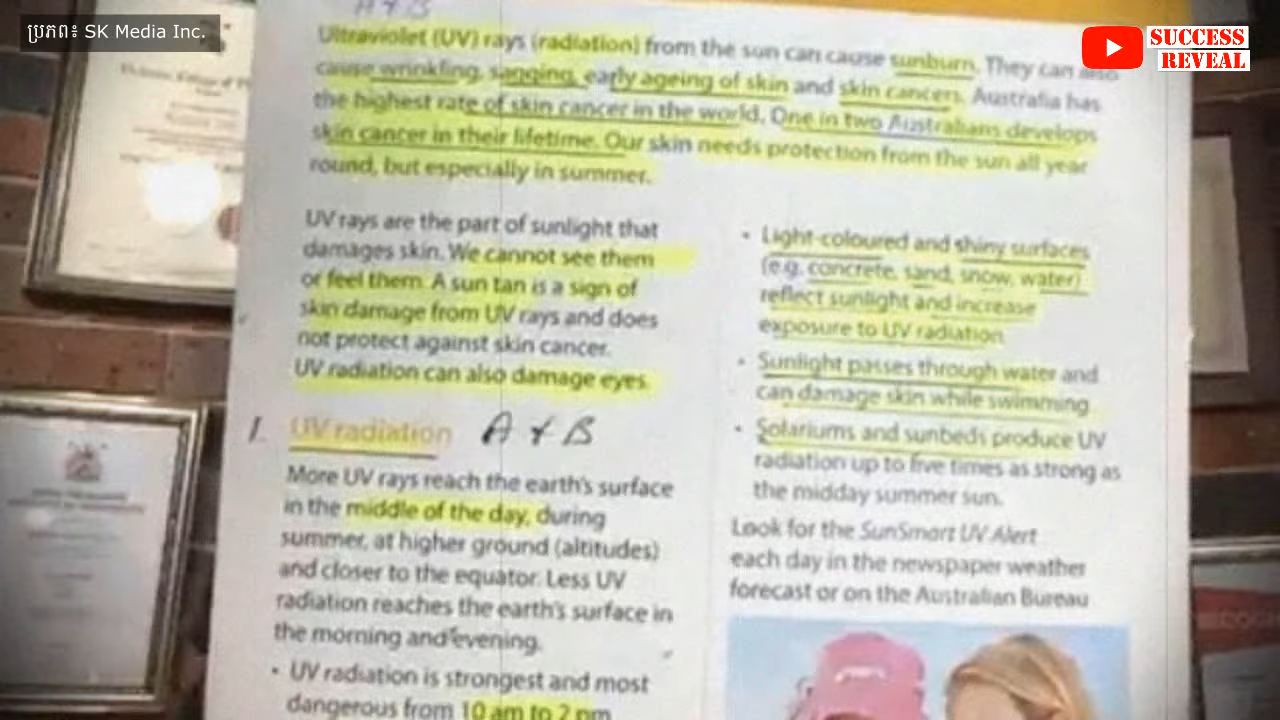 ប្រភព៖ SK Media Inc.
SUCCESS
REVEAL
A & B
Ultraviolet (UV) rays (radiation) from the sun can cause sunburn. They can also
cause wrinkling, sagging, early ageing of skin and skin cancers. Australia has
the highest rate of skin cancer in the world. One in two Australians develops
skin cancer in their lifetime. Our skin needs protection from the sun all year
round, but especially in summer.
UV rays are the part of sunlight that
damages skin. We cannot see them
or feel them. A sun tan is a sign of
skin damage from UV rays and does
not protect against skin cancer.
UV radiation can also damage eyes.
1. UV radiation A & B
More UV rays reach the earth's surface
in the middle of the day, during
summer, at higher ground (altitudes)
and closer to the equator. Less UV
radiation reaches the earth's surface in
the morning and evening.
• UV radiation is strongest and most
dangerous from 10 am to 2 pm
• Light-coloured and shiny surfaces
(e.g. concrete, sand, snow, water)
reflect sunlight and increase
exposure to UV radiation
• Sunlight passes through water and
can damage skin while swimming
• Solariums and sunbeds produce UV
radiation up to five times as strong as
the midday summer sun.
Look for the SunSmart UV Alert
each day in the newspaper weather
forecast or on the Australian Bureau